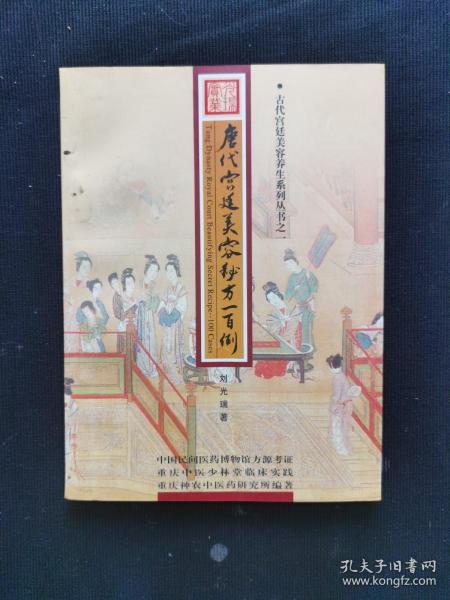 古代宫廷美容养生系列丛书之一
唐代宫廷美容秘方一百例
Tang Dynasty Royal Court Beautifying Secret Recipe--100 Cases
刘光瑞 著
中国民间医药博物馆方源考证
重庆中医少林堂临床实践
重庆神农中医药研究所编著
孔夫子旧书网
www.kongfz.com